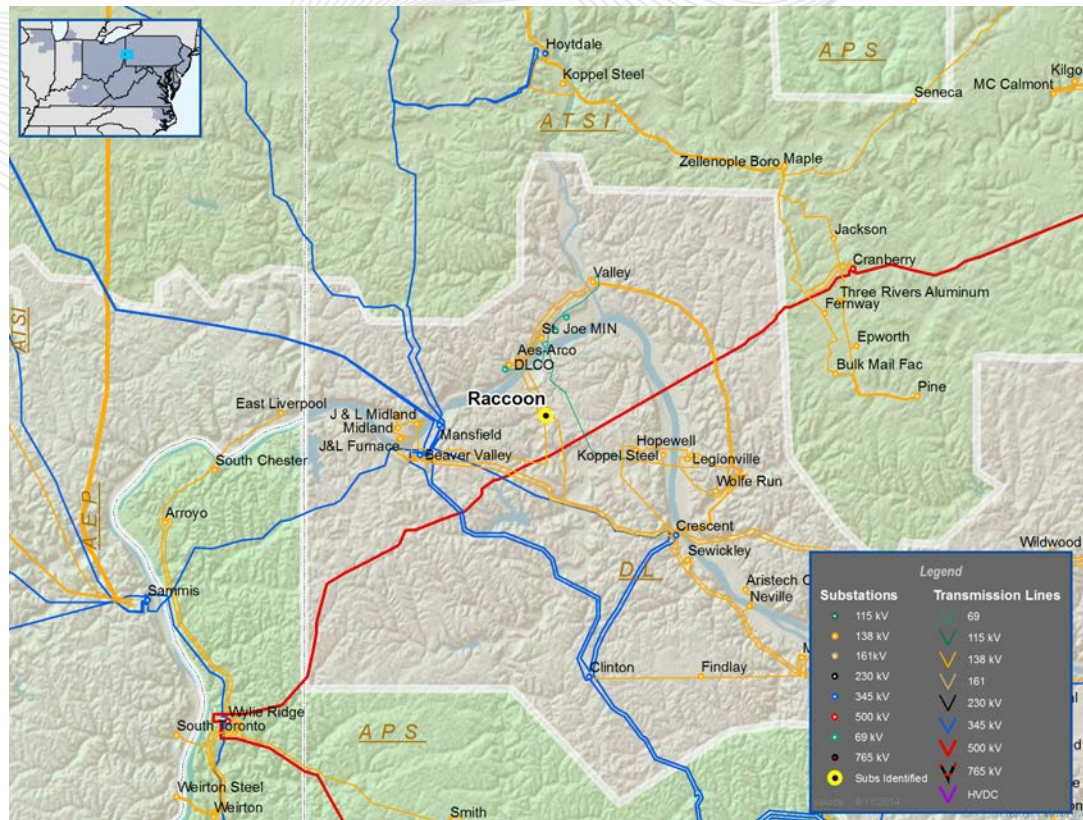 Hoytdale
Koppel Steel
APS
MC Calmont
Seneca
ATSI
Zellenople Boro
Maple
Jackson
Cranberry
Valley
Three Rivers Aluminum
Fernway
St. Joe MIN
Epworth
Aes-Arco
DLCO
Bulk Mail Fac
Raccoon
Pine
ATSI
East Liverpool
J & L Midland
Midland
Mansfield
J&L Furnace
Beaver Valley
Hopewell
Koppel Steel
Legionville
South Chester
Wolfe Run
Arroyo
AEP
Crescent
Wildwood
Sewickley
DL
Sammis
Aristech
Neville
Clinton
Findlay
Wylie Ridge
South Toronto
APS
Weirton Steel
Weirton
Smith
Legend
Substations
115 kV
138 kV
161kV
230 kV
345 kV
500 kV
69 kV
765 kV
Subs Identified
Transmission Lines
69
115 kV
138 kV
161
230 kV
345 kV
500 kV
765 kV
HVDC